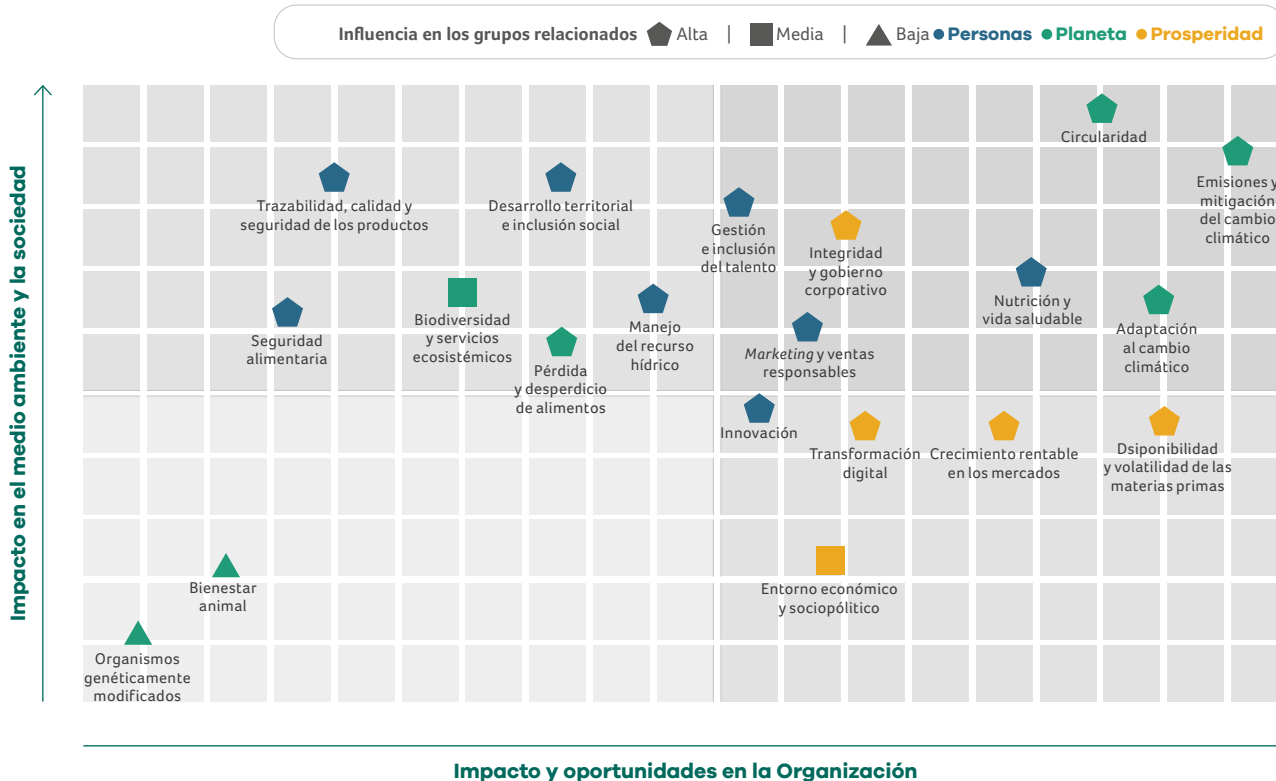 Influencia en los grupos relacionados Alta | Media | Baja Personas Planeta Prosperidad
Impacto en el medio ambiente y la sociedad
Circularidad
Emisiones y
mitigación
del cambio
climático
Trazabilidad, calidad y
seguridad de los productos
Desarrollo territorial
e inclusión social
Gestión
e inclusión
del talento
Integridad
y gobierno
corporativo
Nutrición y
vida saludable
Adaptación
al cambio
climático
Seguridad
alimentaria
Biodiversidad
y servicios
ecosistémicos
Pérdida
y desperdicio
de alimentos
Manejo
del recurso
hídrico
Marketing y ventas
responsables
Innovación
Transformación
digital
Crecimiento rentable
en los mercados
Dsiponibilidad
y volatilidad de las
materias primas
Entorno económico
y sociopólitico
Bienestar
animal
Organismos
genéticamente
modificados
Impacto y oportunidades en la Organización